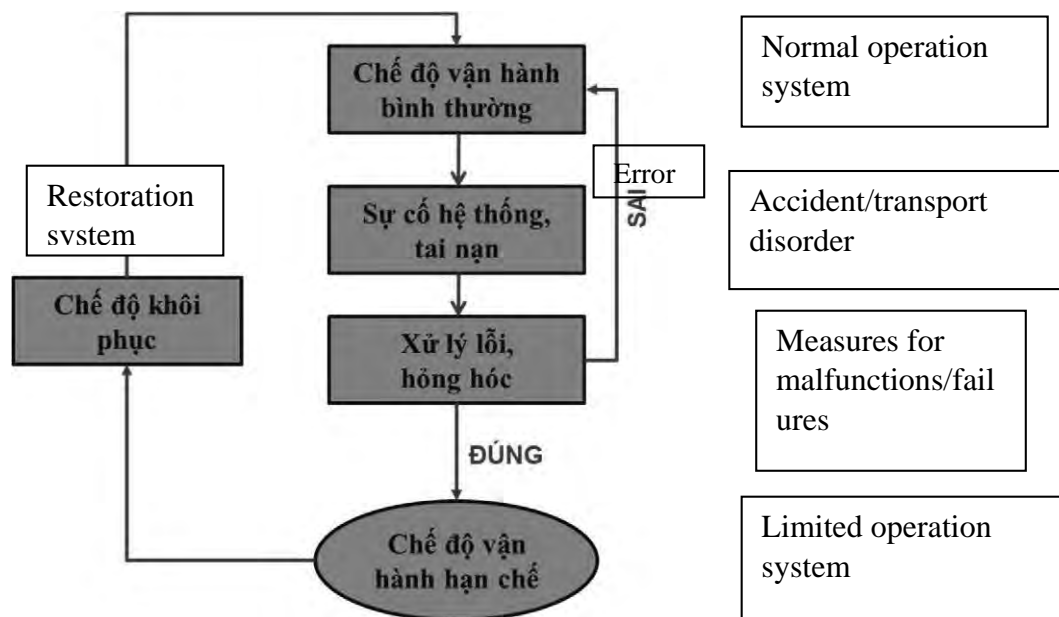 Chế độ vận hành
bình thường
Normal operation
system
Error
SAI
Restoration
system
Sự cố hệ thống,
tai nạn
Accident/transport
disorder
Chế độ khôi
phục
Xử lý lỗi,
hỏng hóc
Measures for
malfunctions/fail
ures
ĐÚNG
Chế độ vận
hành hạn chế
Limited operation
system